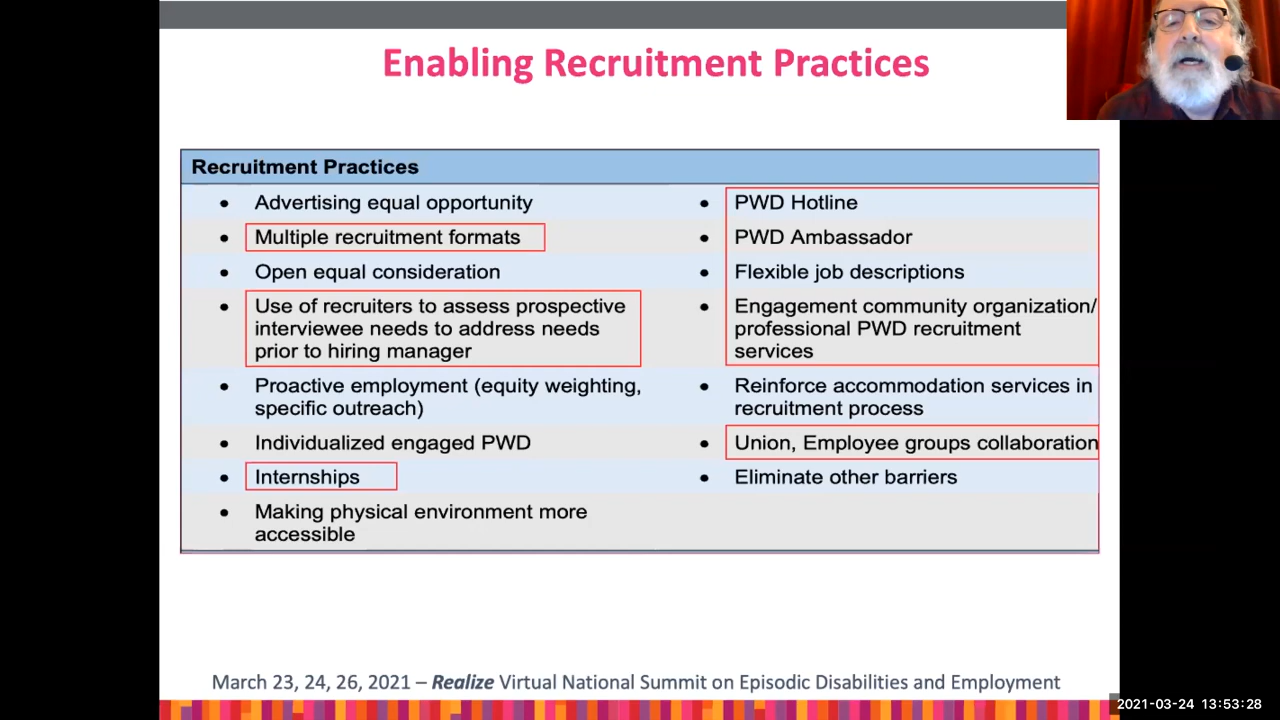 Enabling Recruitment Practices
Recruitment Practices
• Advertising equal opportunity
• Multiple recruitment formats
• Open equal consideration
• Use of recruiters to assess prospective
interviewee needs to address needs
prior to hiring manager
• Proactive employment (equity weighting,
specific outreach)
• Individualized engaged PWD
• Internships
• Making physical environment more
accessible
• PWD Hotline
• PWD Ambassador
• Flexible job descriptions
• Engagement community organization/
professional PWD recruitment
services
• Reinforce accommodation services in
recruitment process
• Union, Employee groups collaboration
• Eliminate other barriers
March 23, 24, 26, 2021 – Realize Virtual National Summit on Episodic Disabilities and Employment
2021-03-24 13:53:28